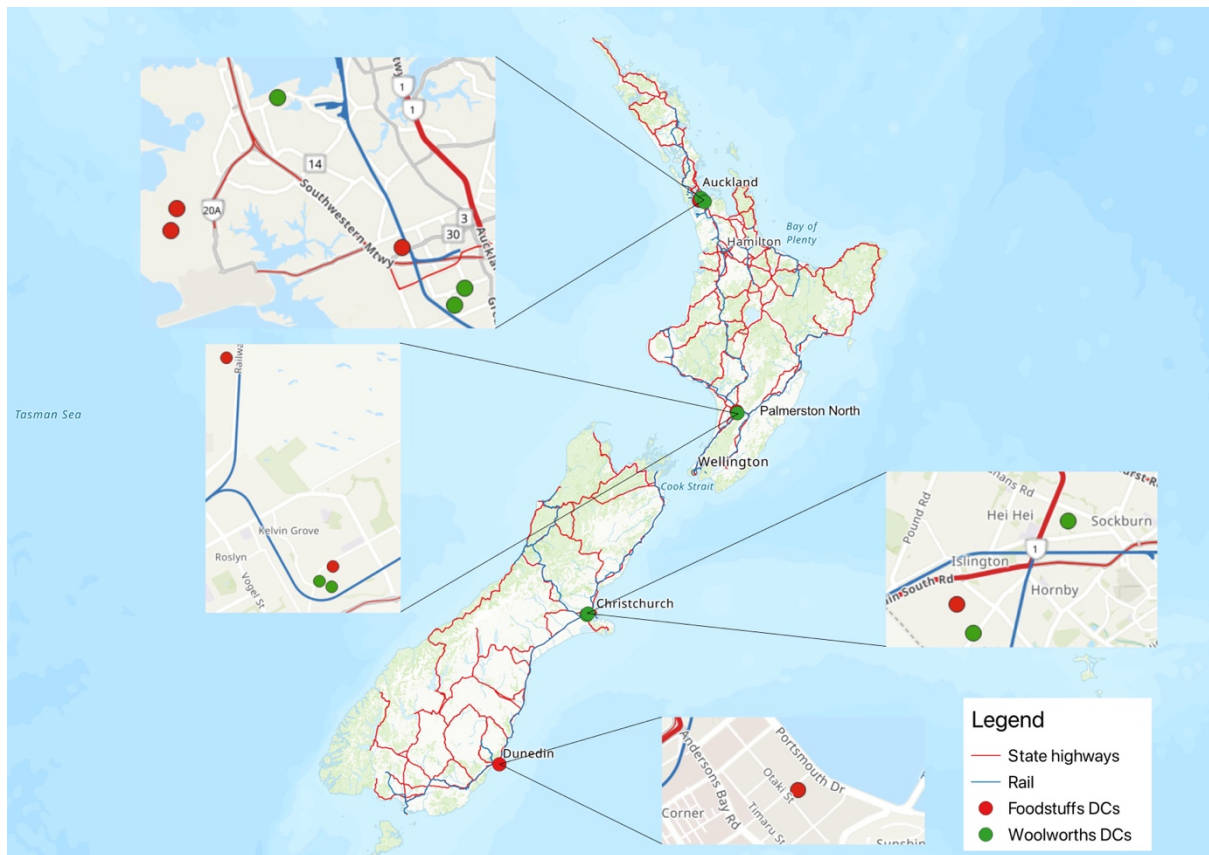 Auckland
Hamilton
Bay of
Plenty
Palmerston North
Wellington
Cook Strait
Tasman Sea
Christchurch
Dunedin
1
1
14
Southwestern Mtwy
20A
3
30
Kelvin Grove
Roslyn
Vogel St
Pound Rd
Hei Hei
Sockburn
1
Islington
Hornby
Portsmouth Dr
Andersons Bay Rd
Otaki St
Timaru St
Corner
Legend
State highways
Rail
Foodstuffs DCs
Woolworths DCs